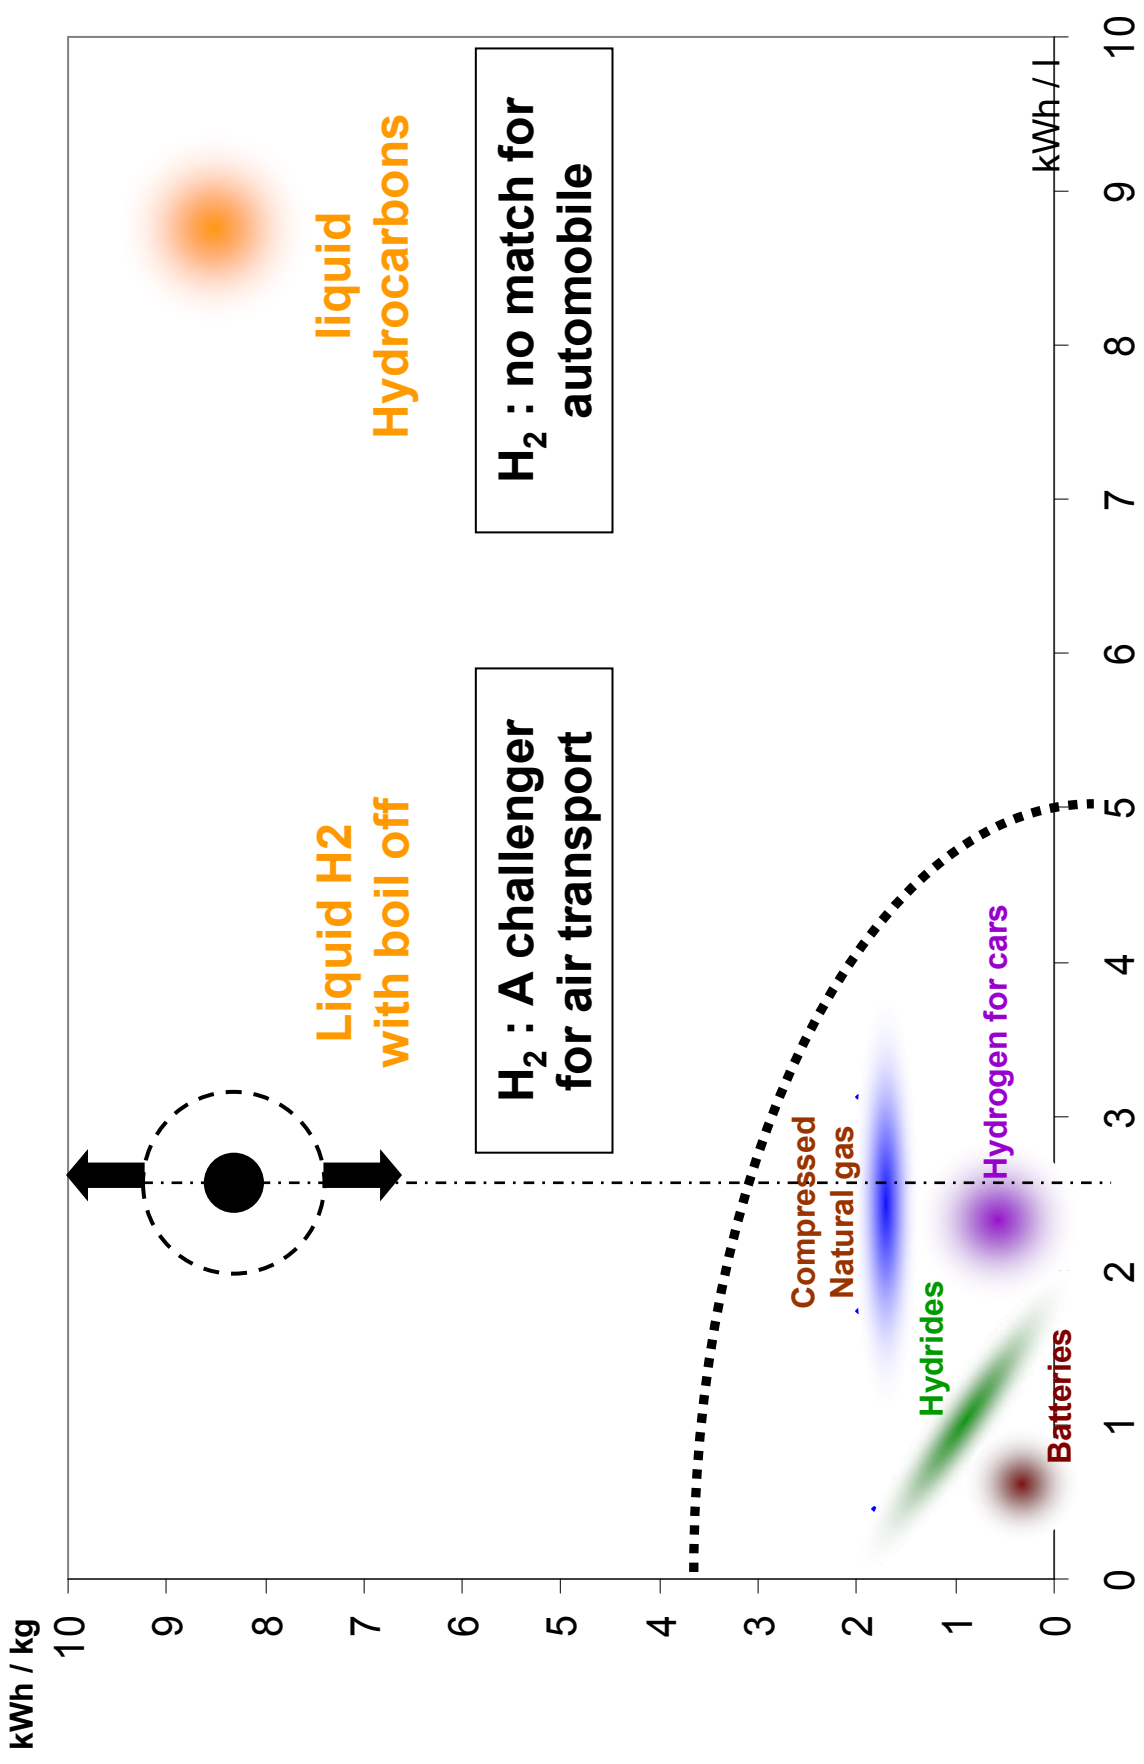 kWh / kg
10
9
8
7
6
5
4
3
2
1
0
0
1
2
3
4
5
6
7
8
9
10
kWh / l
Liquid H2
with boil off
liquid
Hydrocarbons
H2 : A challenger
for air transport
H2 : no match for
automobile
Compressed
Natural gas
Hydrides
Hydrogen for cars
Batteries